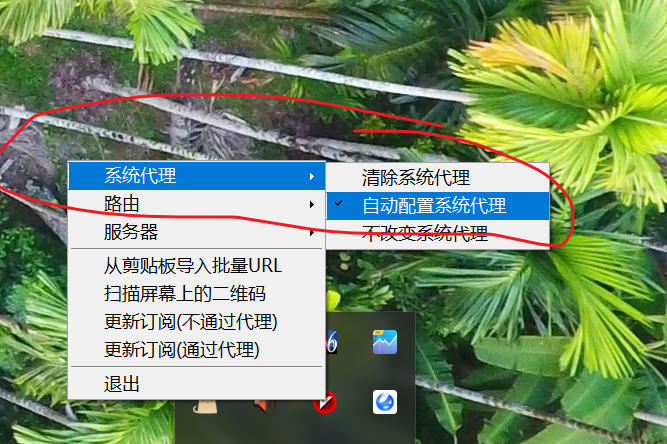 系统代理
清除系统代理
自动配置系统代理
不改变系统代理
路由
服务器
从剪贴板导入批量URL
扫描屏幕上的二维码
更新订阅(不通过代理)
更新订阅(通过代理)
退出